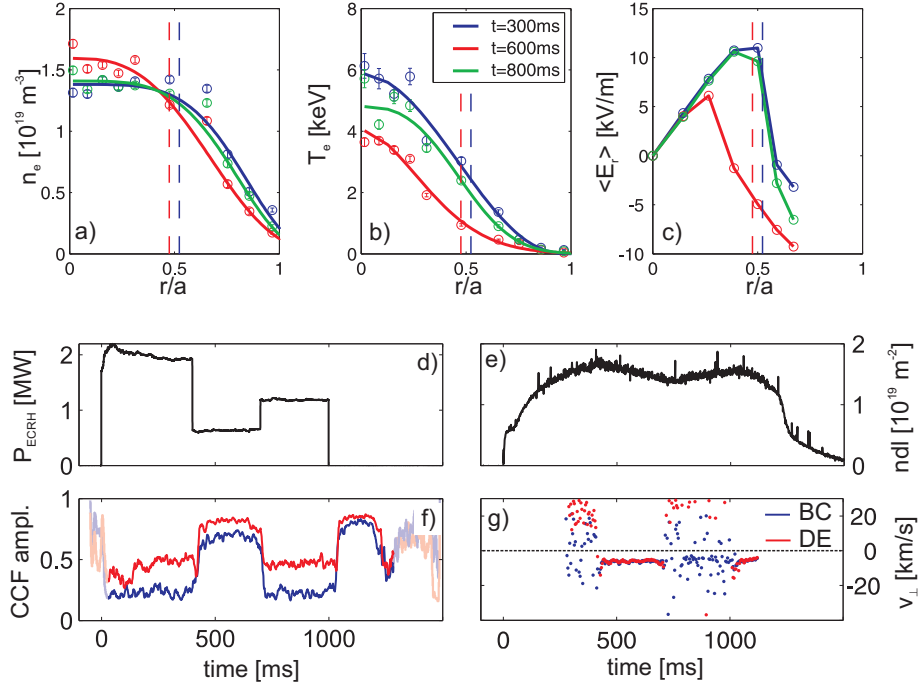 n_e [10^19 m^-3]
2
1.5
1
0.5
0
a)
0
0.5
1
r/a
T_e [keV]
8
6
4
2
0
t=300ms
t=600ms
t=800ms
b)
0
0.5
1
r/a
<E_r> [kV/m]
15
10
5
0
-5
-10
c)
0
0.5
1
r/a
P_ECRH [MW]
2
1
0
d)
e)
2
1
0
ndl [10^19 m^-2]
CCF ampl.
1
0.5
0
f)
0
500
1000
time [ms]
g)
BC
DE
20
0
-20
v_⊥ [km/s]
0
500
1000
time [ms]